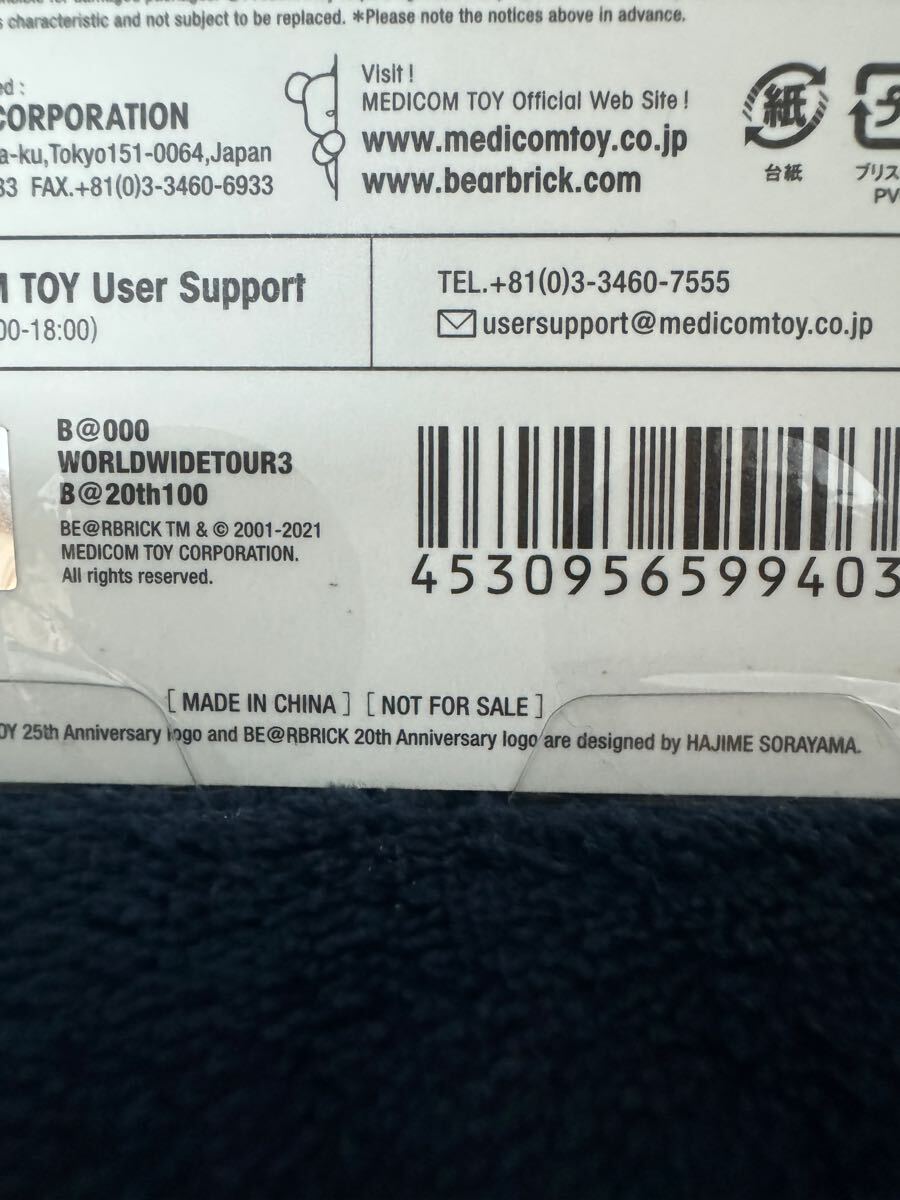 s characteristic and not subject to be replaced. *Please note the notices above in advance.
ed :
CORPORATION
a-ku,Tokyo151-0064,Japan
33 FAX.+81(0)3-3460-6933
Visit !
MEDICOM TOY Official Web Site !
www.medicomtoy.co.jp
www.bearbrick.com
紙
台紙
プ
プリス
PV
M TOY User Support
00-18:00)
TEL.+81(0)3-3460-7555
usersupport@medicomtoy.co.jp
B@000
WORLDWIDETOUR3
B@20th100
BE@RBRICK TM & © 2001-2021
MEDICOM TOY CORPORATION.
All rights reserved.
4530956599403
[ MADE IN CHINA ] [ NOT FOR SALE ]
OY 25th Anniversary logo and BE@RBRICK 20th Anniversary logo are designed by HAJIME SORAYAMA.